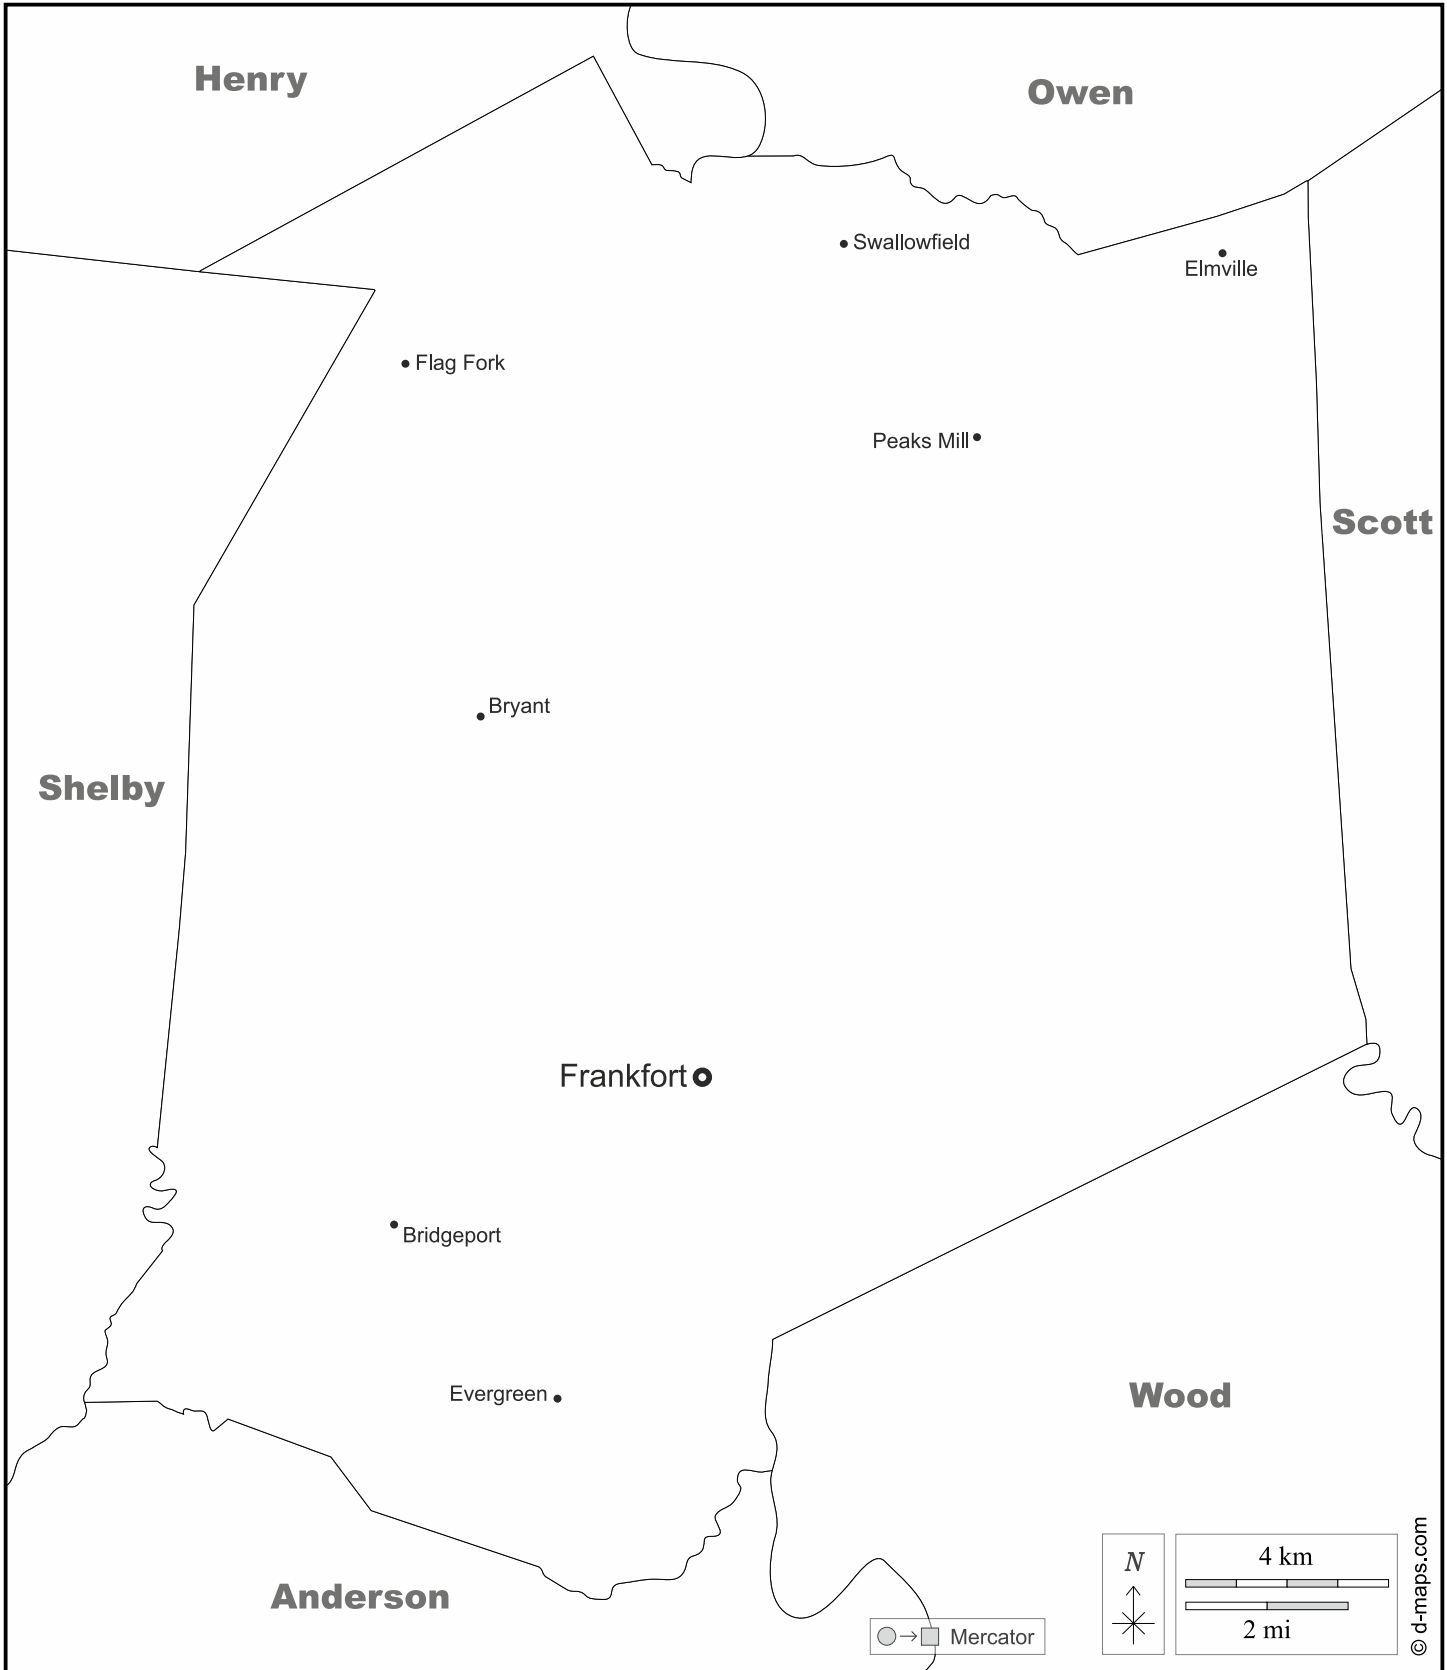 Henry
Owen
Swallowfield
Elmville
Flag Fork
Peaks Mill
Scott
Bryant
Shelby
Frankfort
Bridgeport
Evergreen
Wood
Anderson
N
4 km
2 mi
Mercator
© d-maps.com